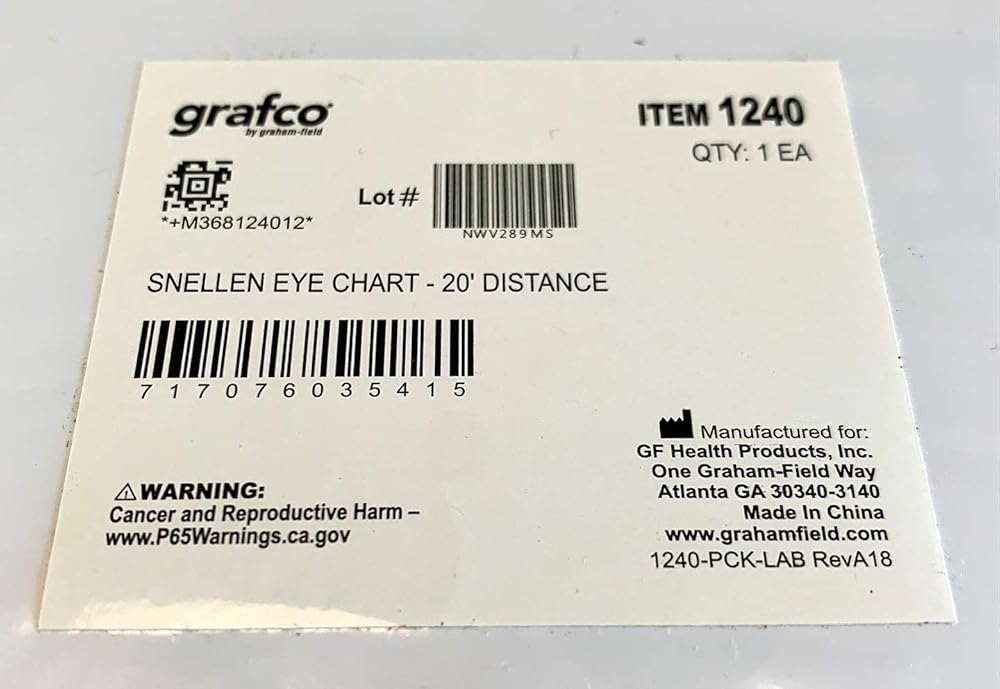 grafco®
by graham-field
ITEM 1240
QTY: 1 EA
*+M368124012*
Lot #
NWV289MS
SNELLEN EYE CHART - 20' DISTANCE
717076035415
WARNING:
Cancer and Reproductive Harm –
www.P65Warnings.ca.gov
Manufactured for:
GF Health Products, Inc.
One Graham-Field Way
Atlanta GA 30340-3140
Made In China
www.grahamfield.com
1240-PCK-LAB RevA18